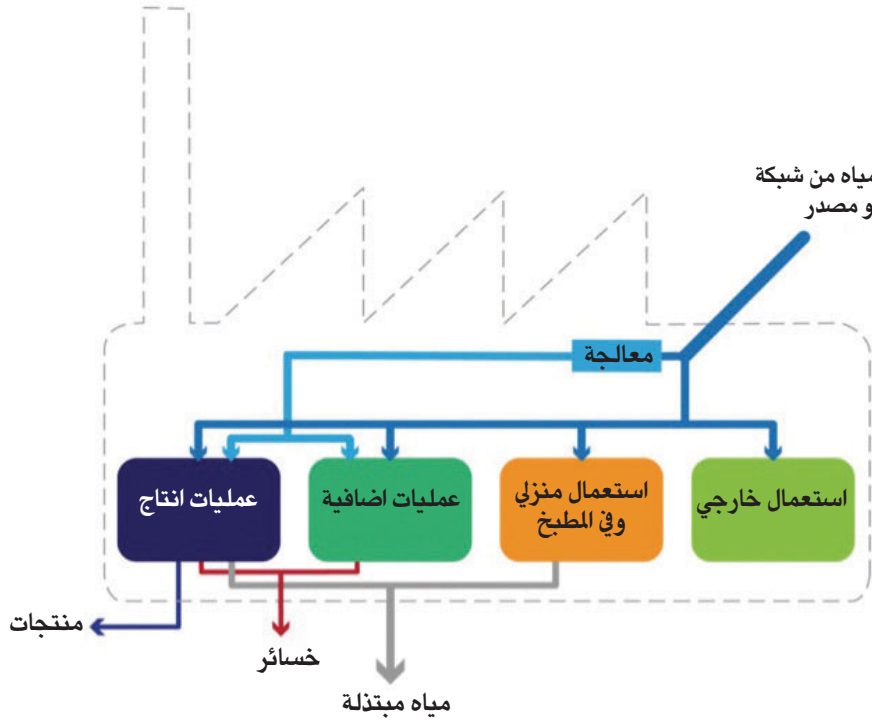 مياه من شبكة
و مصدر
معالجة
استعمال خارجي
استعمال منزلي
وفي المطبخ
عمليات اضافية
عمليات انتاج
منتجات
خسائر
مياه مبتذلة